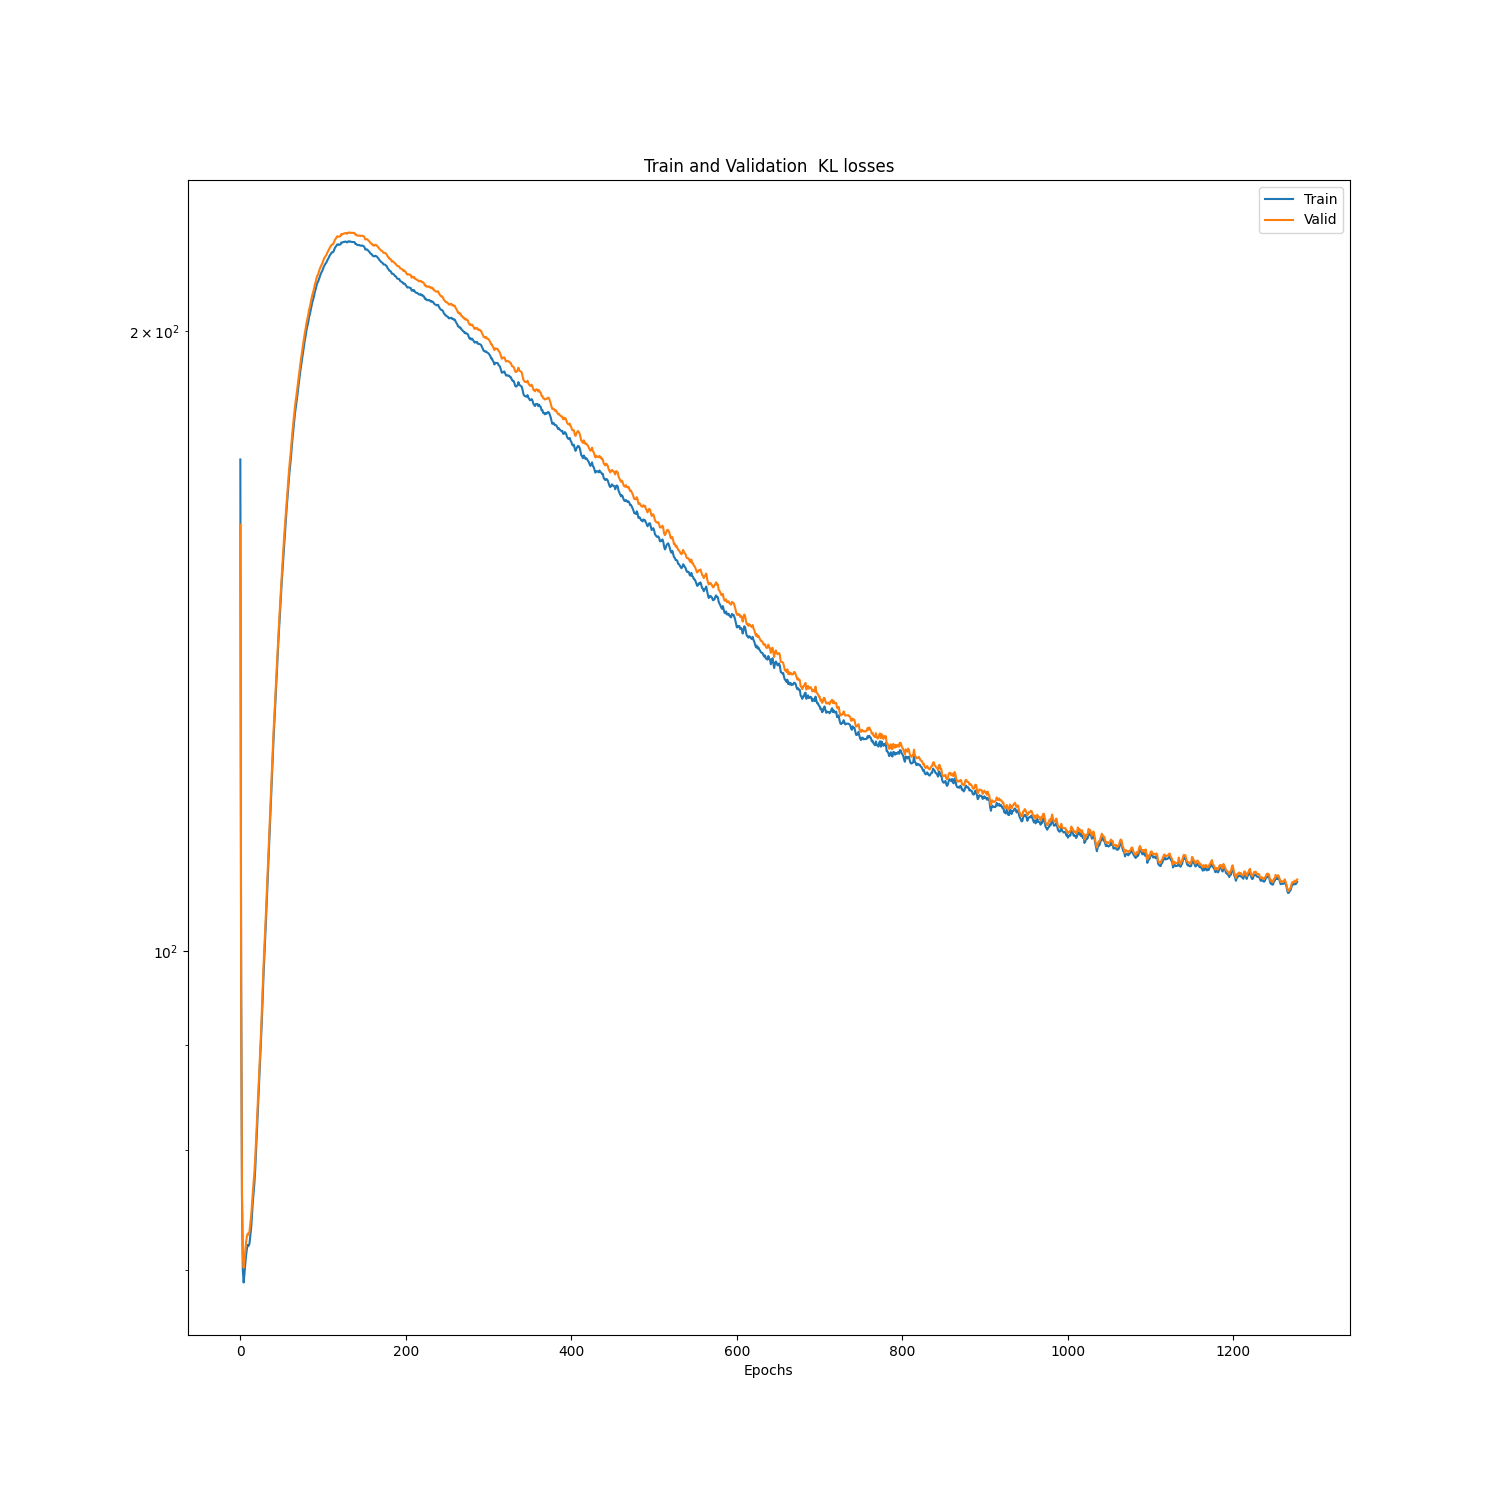 Train and Validation  KL losses
Train
Valid
2 × 10²
10²
0 200 400 600 800 1000 1200
Epochs